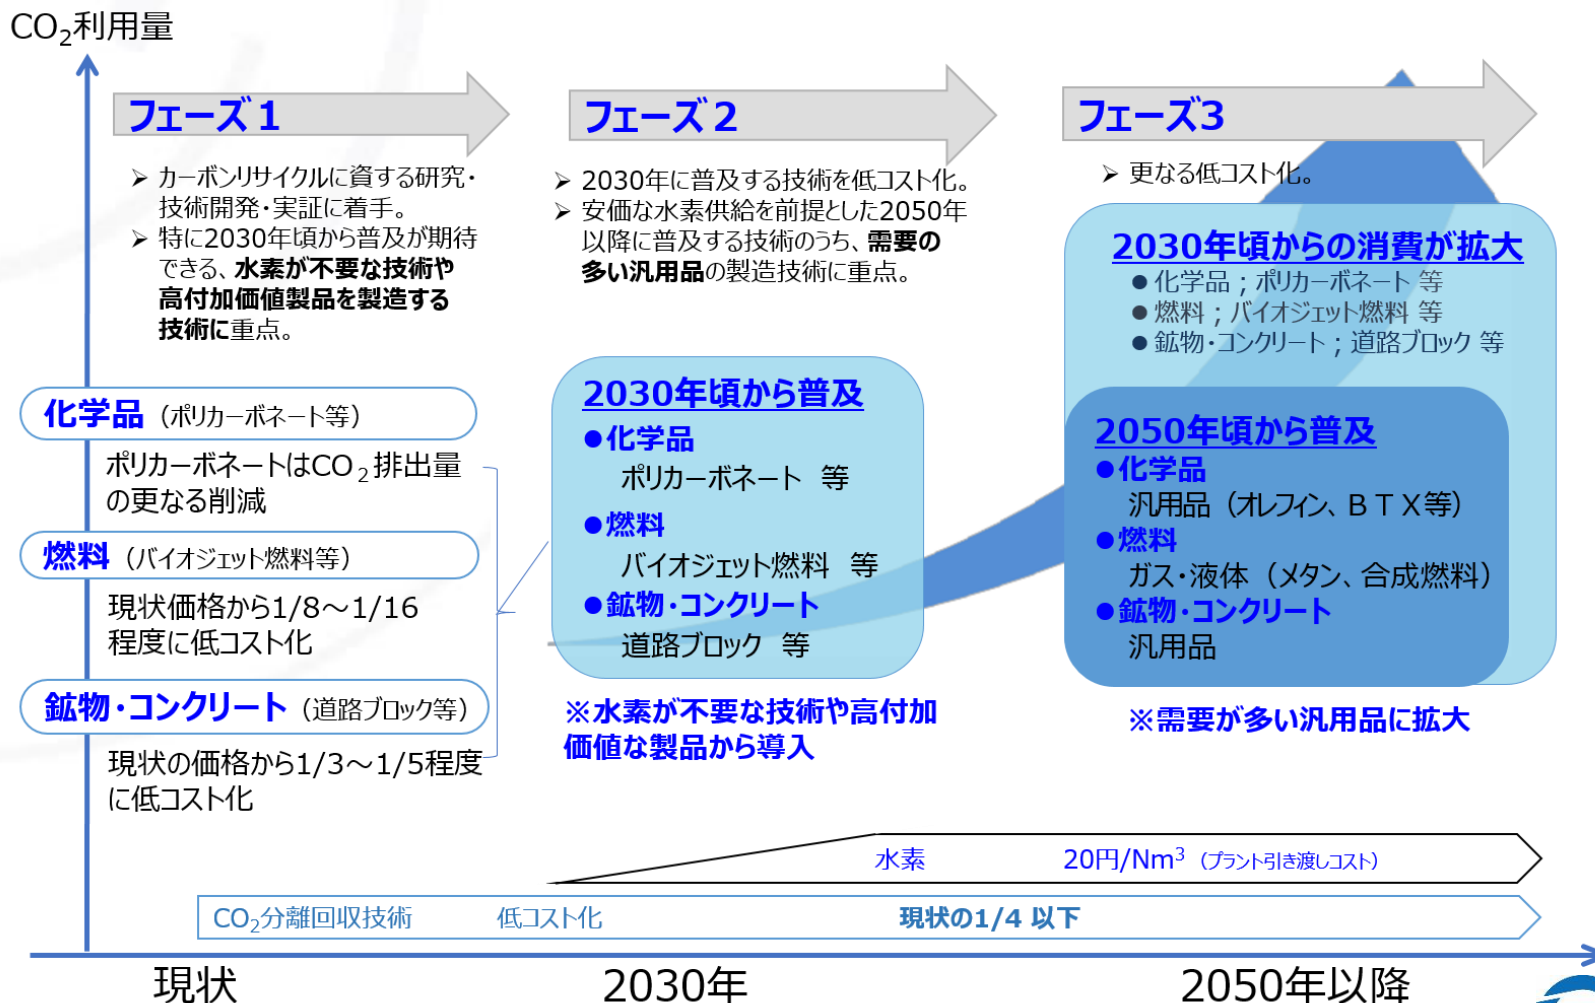 CO₂利用量
フェーズ１
➢ カーボンリサイクルに資する研究・
技術開発・実証に着手。
➢ 特に2030年頃から普及が期待
できる、水素が不要な技術や
高付加価値製品を製造する
技術に重点。
フェーズ２
➢ 2030年に普及する技術を低コスト化。
➢ 安価な水素供給を前提とした2050年
以降に普及する技術のうち、需要の
多い汎用品の製造技術に重点。
フェーズ3
➢ 更なる低コスト化。
化学品（ポリカーボネート等）
ポリカーボネートはCO₂排出量
の更なる削減
燃料（バイオジェット燃料等）
現状価格から1/8～1/16
程度に低コスト化
鉱物・コンクリート（道路ブロック等）
現状の価格から1/3～1/5程度
に低コスト化
2030年頃から普及
●化学品
ポリカーボネート 等
●燃料
バイオジェット燃料 等
●鉱物・コンクリート
道路ブロック 等
※水素が不要な技術や高付加
価値な製品から導入
2030年頃からの消費が拡大
●化学品；ポリカーボネート 等
●燃料；バイオジェット燃料 等
●鉱物・コンクリート；道路ブロック 等
2050年頃から普及
●化学品
汎用品（オレフィン、ＢＴＸ等）
●燃料
ガス・液体（メタン、合成燃料）
●鉱物・コンクリート
汎用品
※需要が多い汎用品に拡大
水素 20円/Nm³（プラント引き渡しコスト）
CO₂分離回収技術 低コスト化 現状の1/4 以下
現状 2030年 2050年以降